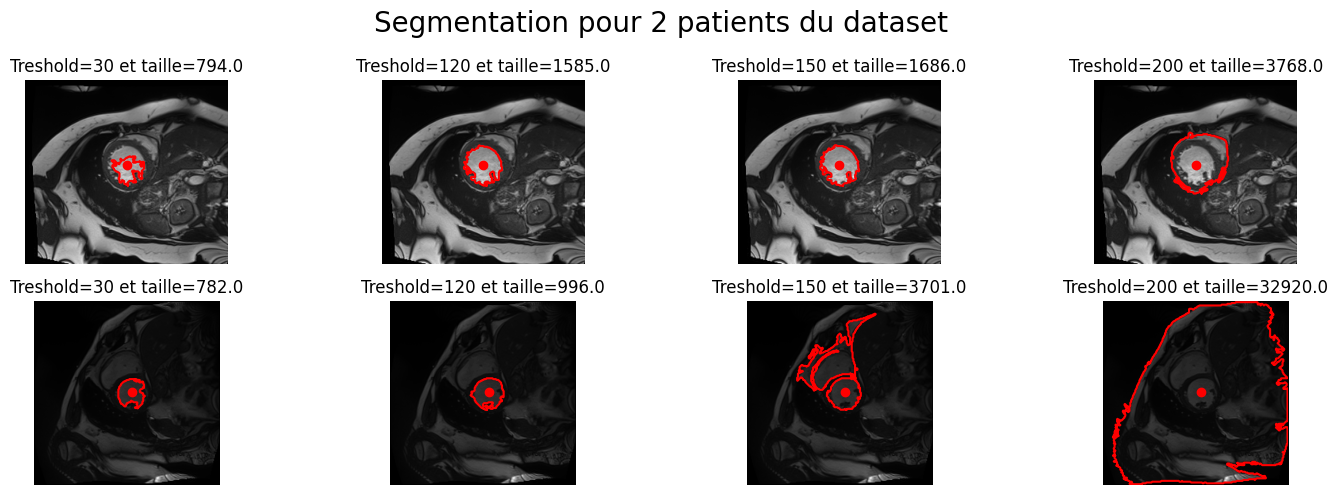 Segmentation pour 2 patients du dataset
Treshold=30 et taille=794.0
Treshold=120 et taille=1585.0
Treshold=150 et taille=1686.0
Treshold=200 et taille=3768.0
Treshold=30 et taille=782.0
Treshold=120 et taille=996.0
Treshold=150 et taille=3701.0
Treshold=200 et taille=32920.0